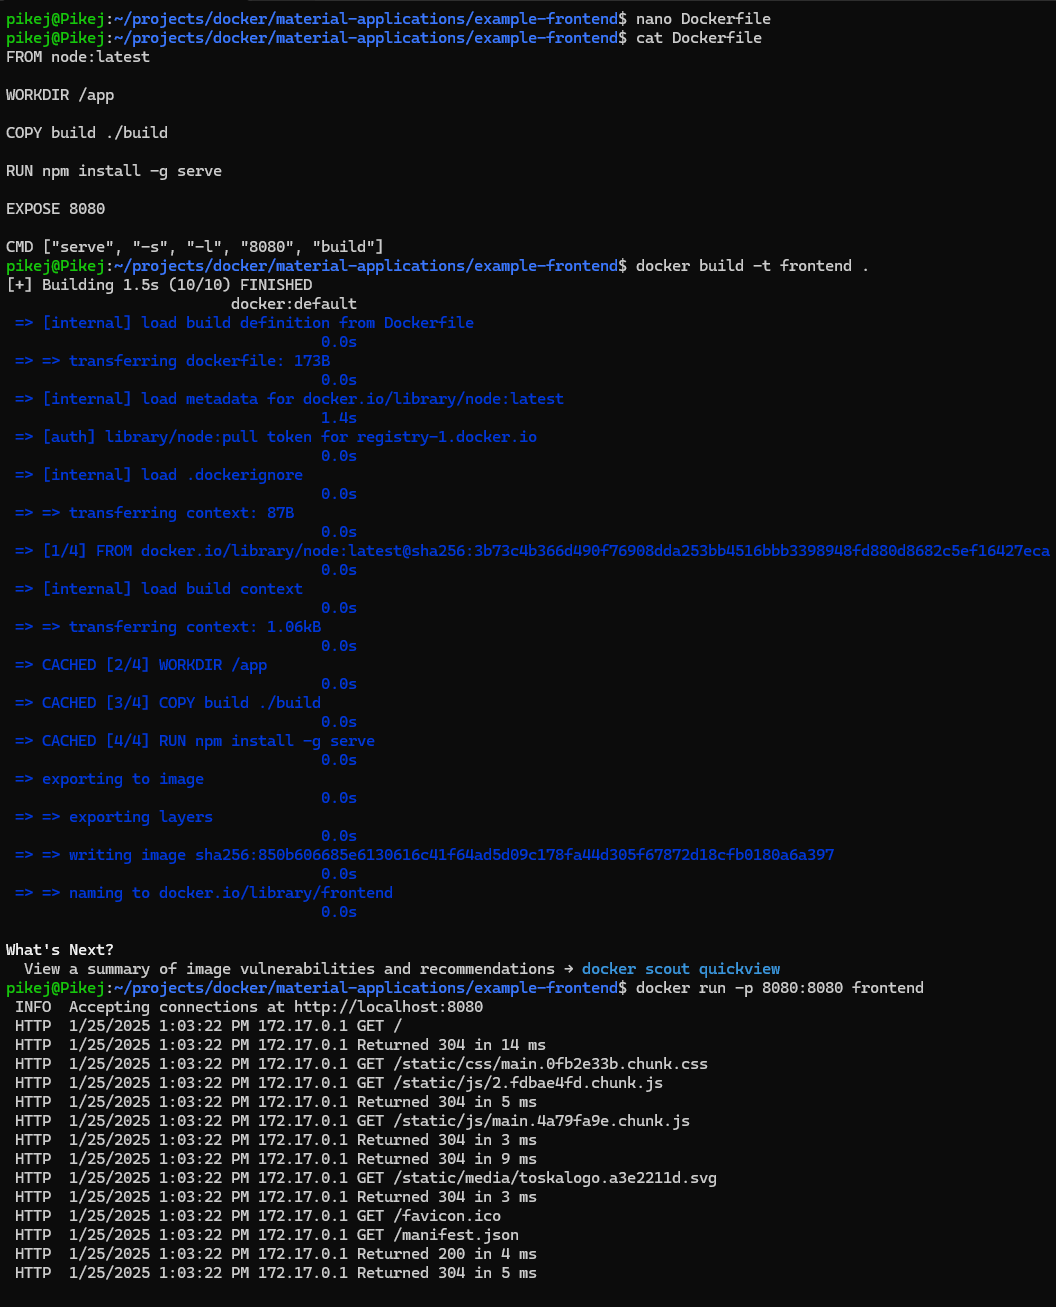 pikej@Pikej:~/projects/docker/material-applications/example-frontend$ nano Dockerfile
pikej@Pikej:~/projects/docker/material-applications/example-frontend$ cat Dockerfile
FROM node:latest
WORKDIR /app
COPY build ./build
RUN npm install -g serve
EXPOSE 8080
CMD ["serve", "-s", "-l", "8080", "build"]
pikej@Pikej:~/projects/docker/material-applications/example-frontend$ docker build -t frontend .
[+] Building 1.5s (10/10) FINISHED
docker:default
=> [internal] load build definition from Dockerfile
0.0s
=> => transferring dockerfile: 173B
0.0s
=> [internal] load metadata for docker.io/library/node:latest
1.4s
=> [auth] library/node:pull token for registry-1.docker.io
0.0s
=> [internal] load .dockerignore
0.0s
=> => transferring context: 87B
0.0s
=> [1/4] FROM docker.io/library/node:latest@sha256:3b73c4b366d490f76908dda253bb4516bbb3398948fd880d8682c5ef16427eca
0.0s
=> [internal] load build context
0.0s
=> => transferring context: 1.06kB
0.0s
=> CACHED [2/4] WORKDIR /app
0.0s
=> CACHED [3/4] COPY build ./build
0.0s
=> CACHED [4/4] RUN npm install -g serve
0.0s
=> exporting to image
0.0s
=> => exporting layers
0.0s
=> => writing image sha256:850b606685e6130616c41f64ad5d09c178fa44d305f67872d18cfb0180a6a397
0.0s
=> => naming to docker.io/library/frontend
0.0s
What's Next?
View a summary of image vulnerabilities and recommendations → docker scout quickview
pikej@Pikej:~/projects/docker/material-applications/example-frontend$ docker run -p 8080:8080 frontend
INFO  Accepting connections at http://localhost:8080
HTTP  1/25/2025 1:03:22 PM 172.17.0.1 GET /
HTTP  1/25/2025 1:03:22 PM 172.17.0.1 Returned 304 in 14 ms
HTTP  1/25/2025 1:03:22 PM 172.17.0.1 GET /static/css/main.0fb2e33b.chunk.css
HTTP  1/25/2025 1:03:22 PM 172.17.0.1 GET /static/js/2.fdbae4fd.chunk.js
HTTP  1/25/2025 1:03:22 PM 172.17.0.1 Returned 304 in 5 ms
HTTP  1/25/2025 1:03:22 PM 172.17.0.1 GET /static/js/main.4a79fa9e.chunk.js
HTTP  1/25/2025 1:03:22 PM 172.17.0.1 Returned 304 in 3 ms
HTTP  1/25/2025 1:03:22 PM 172.17.0.1 Returned 304 in 9 ms
HTTP  1/25/2025 1:03:22 PM 172.17.0.1 GET /static/media/toskalogo.a3e2211d.svg
HTTP  1/25/2025 1:03:22 PM 172.17.0.1 Returned 304 in 3 ms
HTTP  1/25/2025 1:03:22 PM 172.17.0.1 GET /favicon.ico
HTTP  1/25/2025 1:03:22 PM 172.17.0.1 GET /manifest.json
HTTP  1/25/2025 1:03:22 PM 172.17.0.1 Returned 200 in 4 ms
HTTP  1/25/2025 1:03:22 PM 172.17.0.1 Returned 304 in 5 ms